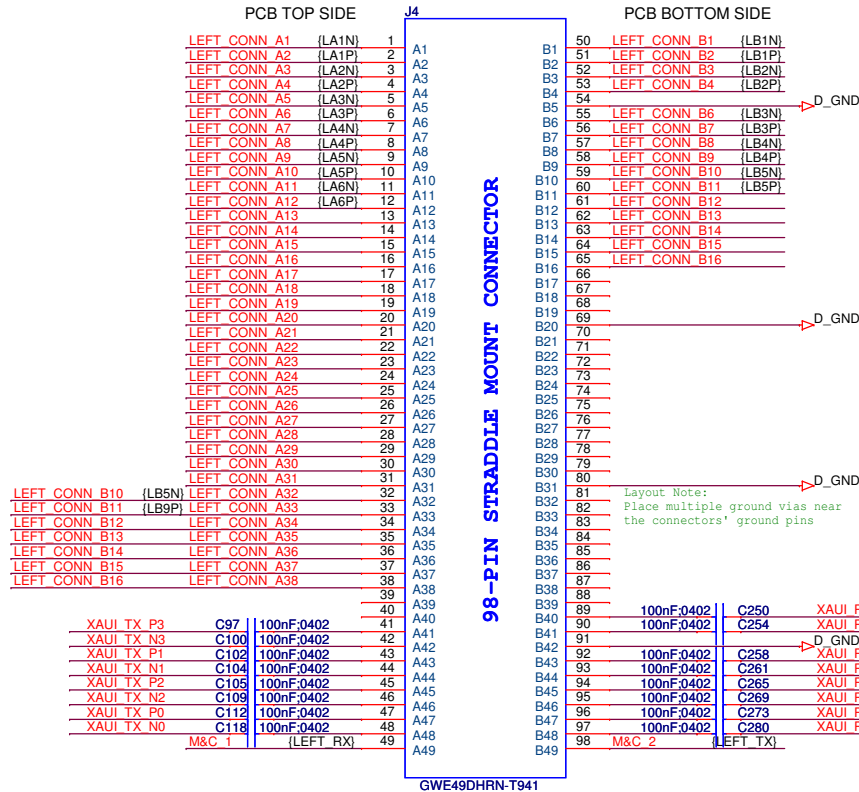 PCB TOP SIDE J4 PCB BOTTOM SIDE
LEFT_CONN_A1 {LA1N} 1 A1 B1 50 LEFT_CONN_B1 {LB1N}
LEFT_CONN_A2 {LA1P} 2 A2 B2 51 LEFT_CONN_B2 {LB1P}
LEFT_CONN_A3 {LA2N} 3 A3 B3 52 LEFT_CONN_B3 {LB2N}
LEFT_CONN_A4 {LA2P} 4 A4 B4 53 LEFT_CONN_B4 {LB2P}
LEFT_CONN_A5 {LA3N} 5 A5 B5 54 D_GND
LEFT_CONN_A6 {LA3P} 6 A6 B6 55 LEFT_CONN_B6 {LB3N}
LEFT_CONN_A7 {LA4N} 7 A7 B7 56 LEFT_CONN_B7 {LB3P}
LEFT_CONN_A8 {LA4P} 8 A8 B8 57 LEFT_CONN_B8 {LB4N}
LEFT_CONN_A9 {LA5N} 9 A9 B9 58 LEFT_CONN_B9 {LB4P}
LEFT_CONN_A10 {LA5P} 10 A10 B10 59 LEFT_CONN_B10 {LB5N}
LEFT_CONN_A11 {LA6N} 11 A11 B11 60 LEFT_CONN_B11 {LB5P}
LEFT_CONN_A12 {LA6P} 12 A12 B12 61 LEFT_CONN_B12
LEFT_CONN_A13 13 A13 B13 62 LEFT_CONN_B13
LEFT_CONN_A14 14 A14 B14 63 LEFT_CONN_B14
LEFT_CONN_A15 15 A15 B15 64 LEFT_CONN_B15
LEFT_CONN_A16 16 A16 B16 65 LEFT_CONN_B16
LEFT_CONN_A17 17 A17 B17 66
LEFT_CONN_A18 18 A18 B18 67
LEFT_CONN_A19 19 A19 B19 68
LEFT_CONN_A20 20 A20 B20 69 D_GND
LEFT_CONN_A21 21 A21 B21 70
LEFT_CONN_A22 22 A22 B22 71
LEFT_CONN_A23 23 A23 B23 72
LEFT_CONN_A24 24 A24 B24 73
LEFT_CONN_A25 25 A25 B25 74
LEFT_CONN_A26 26 A26 B26 75
LEFT_CONN_A27 27 A27 B27 76
LEFT_CONN_A28 28 A28 B28 77
LEFT_CONN_A29 29 A29 B29 78
LEFT_CONN_A30 30 A30 B30 79
LEFT_CONN_A31 31 A31 B31 80 D_GND
LEFT_CONN_B10 {LB5N} LEFT_CONN_A32 32 A32 B32 81
LEFT_CONN_B11 {LB9P} LEFT_CONN_A33 33 A33 B33 82
LEFT_CONN_B12 LEFT_CONN_A34 34 A34 B34 83
LEFT_CONN_B13 LEFT_CONN_A35 35 A35 B35 84
LEFT_CONN_B14 LEFT_CONN_A36 36 A36 B36 85
LEFT_CONN_B15 LEFT_CONN_A37 37 A37 B37 86
LEFT_CONN_B16 LEFT_CONN_A38 38 A38 B38 87
39 A39 B39 88
40 A40 B40 89 100nF;0402 C250
XAUI_TX_P3 C97 100nF;0402 41 A41 B41 90 100nF;0402 C254
XAUI_TX_N3 C100 100nF;0402 42 A42 B42 91 D_GND
XAUI_TX_P1 C102 100nF;0402 43 A43 B43 92 100nF;0402 C258
XAUI_TX_N1 C104 100nF;0402 44 A44 B44 93 100nF;0402 C261
XAUI_TX_P2 C105 100nF;0402 45 A45 B45 94 100nF;0402 C265
XAUI_TX_N2 C109 100nF;0402 46 A46 B46 95 100nF;0402 C269
XAUI_TX_P0 C112 100nF;0402 47 A47 B47 96 100nF;0402 C273
XAUI_TX_N0 C118 100nF;0402 48 A48 B48 97 100nF;0402 C280
M&C_1 {LEFT_RX} 49 A49 B49 98 M&C_2 {LEFT_TX}
98-PIN STRADDLE MOUNT CONNECTOR
Layout Note:
Place multiple ground vias near
the connectors' ground pins
GWE49DHRN-T941